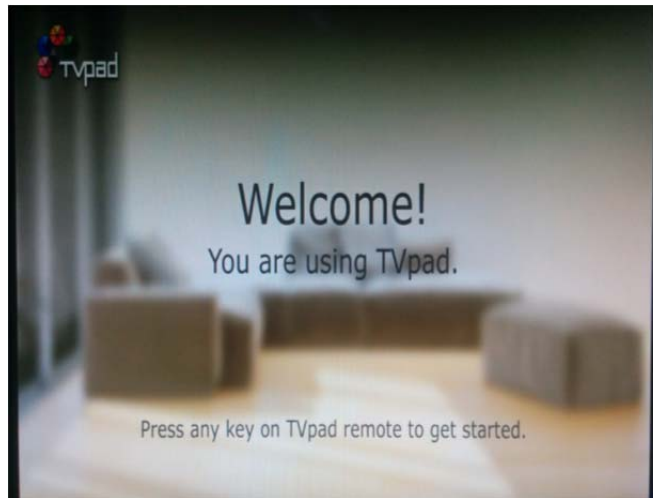 TVpad
Welcome!
You are using TVpad.
Press any key on TVpad remote to get started.